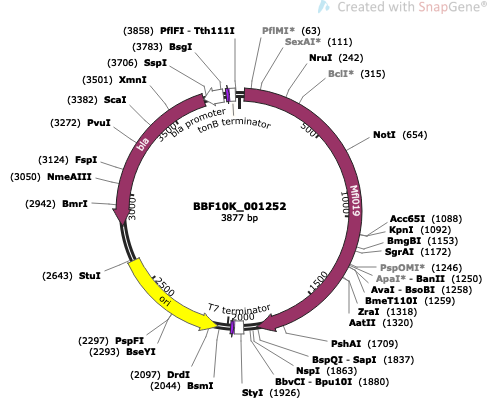 Created with SnapGene®
(3858) PflFI - Tth111I
(3783) BsgI
(3706) SspI
(3501) XmnI
(3382) ScaI
(3272) PvuI
(3124) FspI
(3050) NmeAIII
(2942) BmrI
(2643) StuI
(2297) PspFI
(2293) BseYI
(2097) DrdI
(2044) BsmI
PflMI* (63)
SexAI* (111)
NruI (242)
BclI* (315)
NotI (654)
Acc65I (1088)
KpnI (1092)
BmgBI (1153)
SgrAI (1172)
PspOMI* (1246)
ApaI* - BanII (1250)
AvaI - BsoBI (1258)
BmeT110I (1259)
ZraI (1318)
AatII (1320)
PshAI (1709)
BspQI - SapI (1837)
NspI (1863)
BbvCI - Bpu10I (1880)
StyI (1926)
bla promoter
tonB terminator
bla
Mfl019
ori
T7 terminator
500
1000
1500
2000
2500
3000
3500
BBF10K_001252
3877 bp